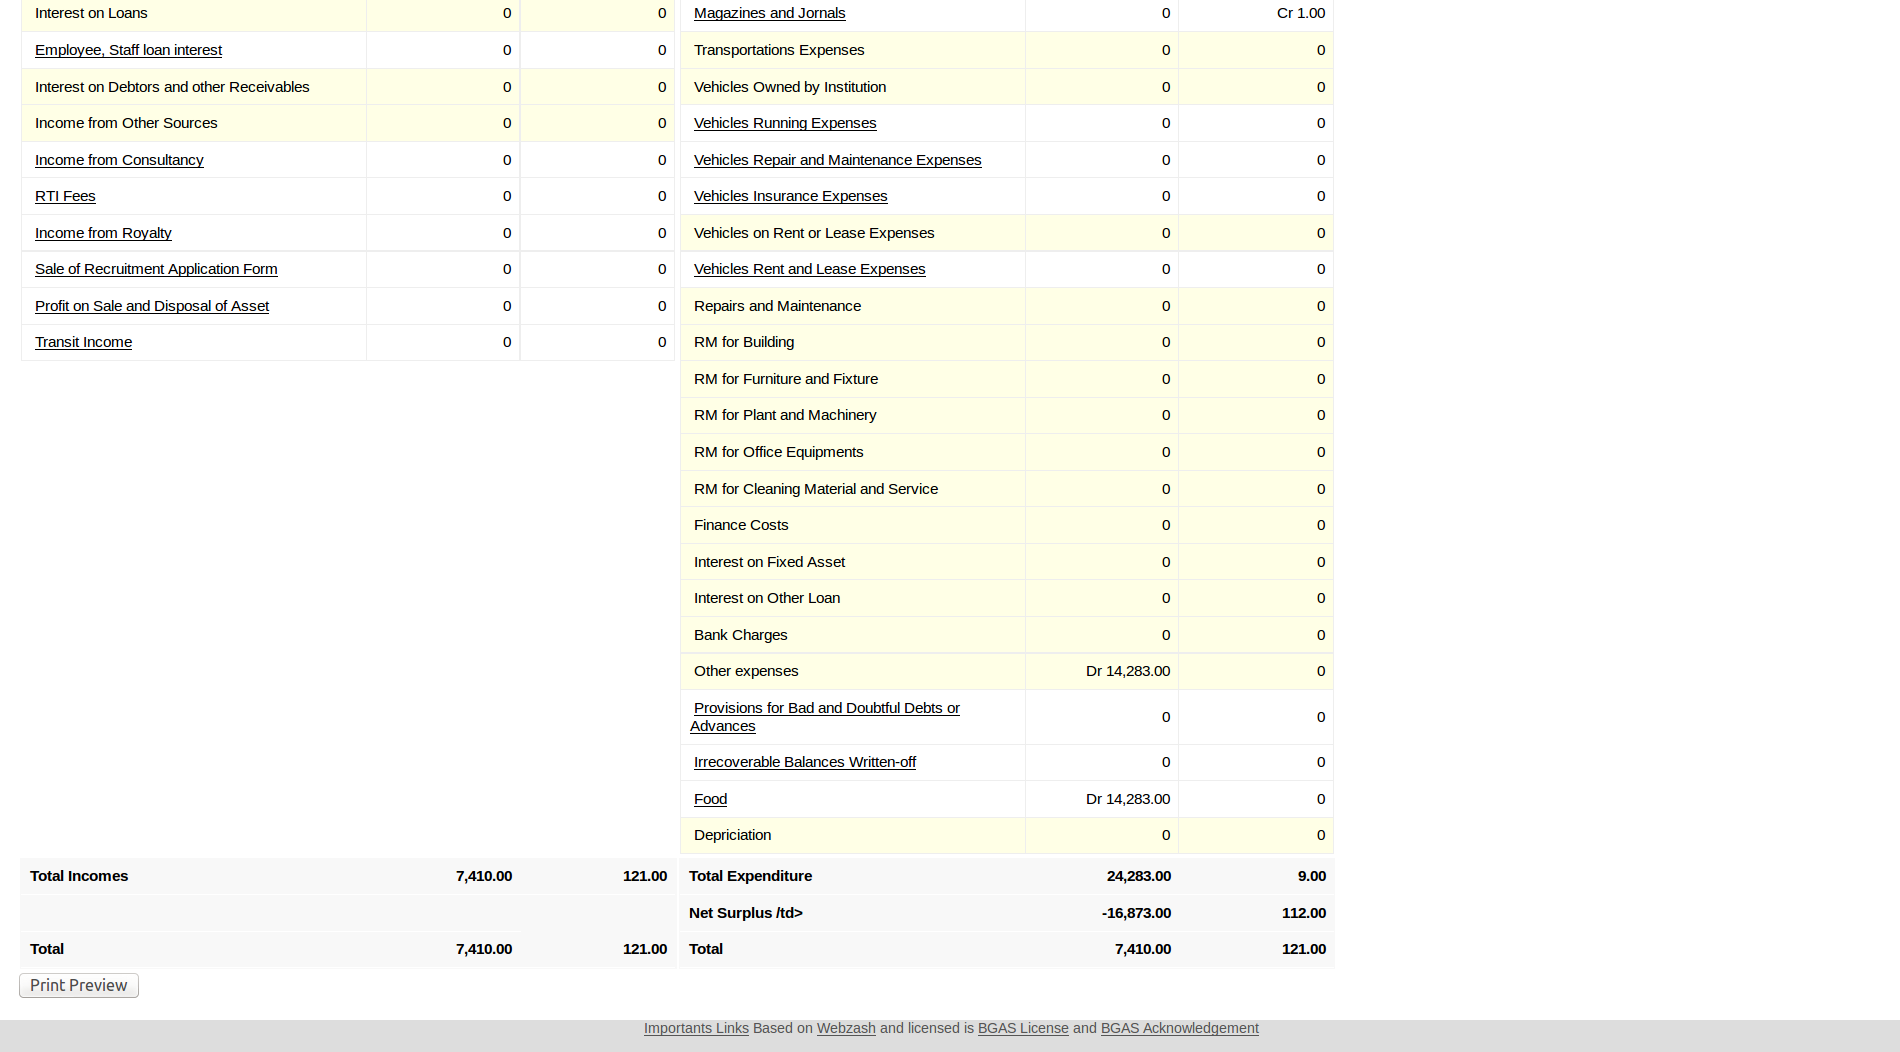 Interest on Loans 0 0 Magazines and Jornals 0 Cr 1.00
Employee, Staff loan interest 0 0 Transportations Expenses 0 0
Interest on Debtors and other Receivables 0 0 Vehicles Owned by Institution 0 0
Income from Other Sources 0 0 Vehicles Running Expenses 0 0
Income from Consultancy 0 0 Vehicles Repair and Maintenance Expenses 0 0
RTI Fees 0 0 Vehicles Insurance Expenses 0 0
Income from Royalty 0 0 Vehicles on Rent or Lease Expenses 0 0
Sale of Recruitment Application Form 0 0 Vehicles Rent and Lease Expenses 0 0
Profit on Sale and Disposal of Asset 0 0 Repairs and Maintenance 0 0
Transit Income 0 0 RM for Building 0 0
RM for Furniture and Fixture 0 0
RM for Plant and Machinery 0 0
RM for Office Equipments 0 0
RM for Cleaning Material and Service 0 0
Finance Costs 0 0
Interest on Fixed Asset 0 0
Interest on Other Loan 0 0
Bank Charges 0 0
Other expenses Dr 14,283.00 0
Provisions for Bad and Doubtful Debts or
Advances 0 0
Irrecoverable Balances Written-off 0 0
Food Dr 14,283.00 0
Depriciation 0 0
Total Incomes 7,410.00 121.00 Total Expenditure 24,283.00 9.00
Net Surplus /td> -16,873.00 112.00
Total 7,410.00 121.00 Total 7,410.00 121.00
Print Preview
Importants Links Based on Webzash and licensed is BGAS License and BGAS Acknowledgement